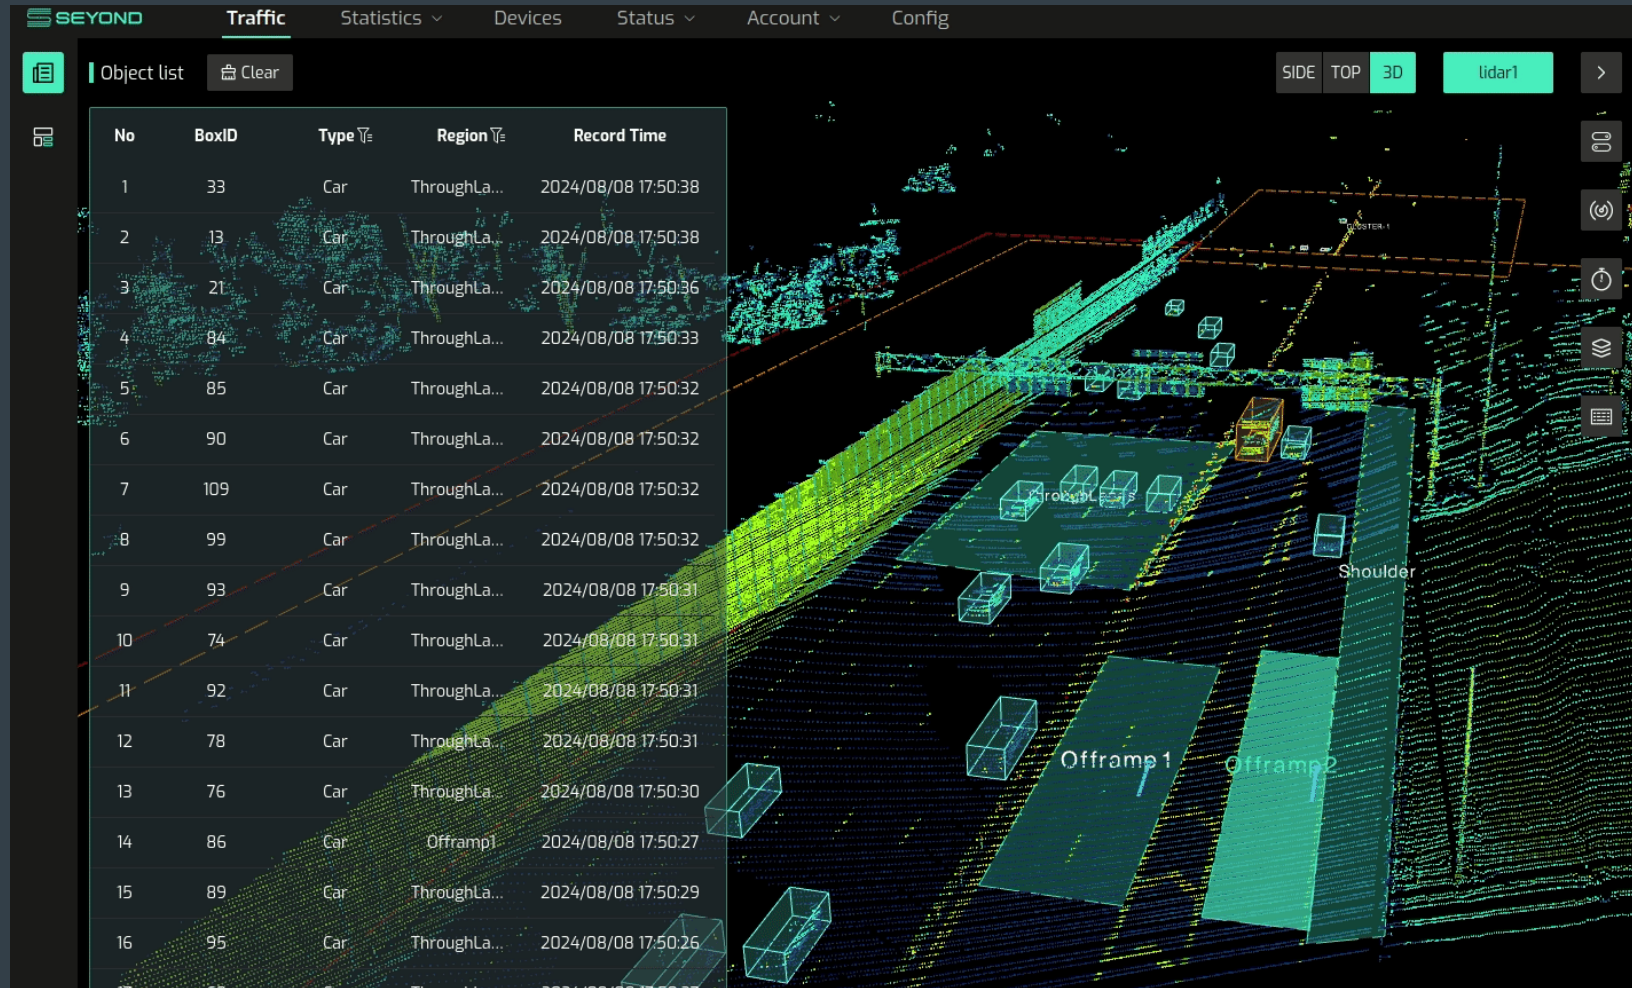 SEYOND Traffic Statistics Devices Status Account Config
Object list Clear SIDE TOP 3D lidar1
No BoxID Type Region Record Time
1 33 Car ThroughLa... 2024/08/08 17:50:38
2 13 Car ThroughLa... 2024/08/08 17:50:38
3 21 Car ThroughLa... 2024/08/08 17:50:36
4 84 Car ThroughLa... 2024/08/08 17:50:33
5 85 Car ThroughLa... 2024/08/08 17:50:32
6 90 Car ThroughLa... 2024/08/08 17:50:32
7 109 Car ThroughLa... 2024/08/08 17:50:32
8 99 Car ThroughLa... 2024/08/08 17:50:32
9 93 Car ThroughLa... 2024/08/08 17:50:31
10 74 Car ThroughLa... 2024/08/08 17:50:31
11 92 Car ThroughLa... 2024/08/08 17:50:31
12 78 Car ThroughLa... 2024/08/08 17:50:31
13 76 Car ThroughLa... 2024/08/08 17:50:30
14 86 Car Offramp1 2024/08/08 17:50:27
15 89 Car ThroughLa... 2024/08/08 17:50:29
16 95 Car ThroughLa... 2024/08/08 17:50:26
Shoulder
Offramp1
Offramp2